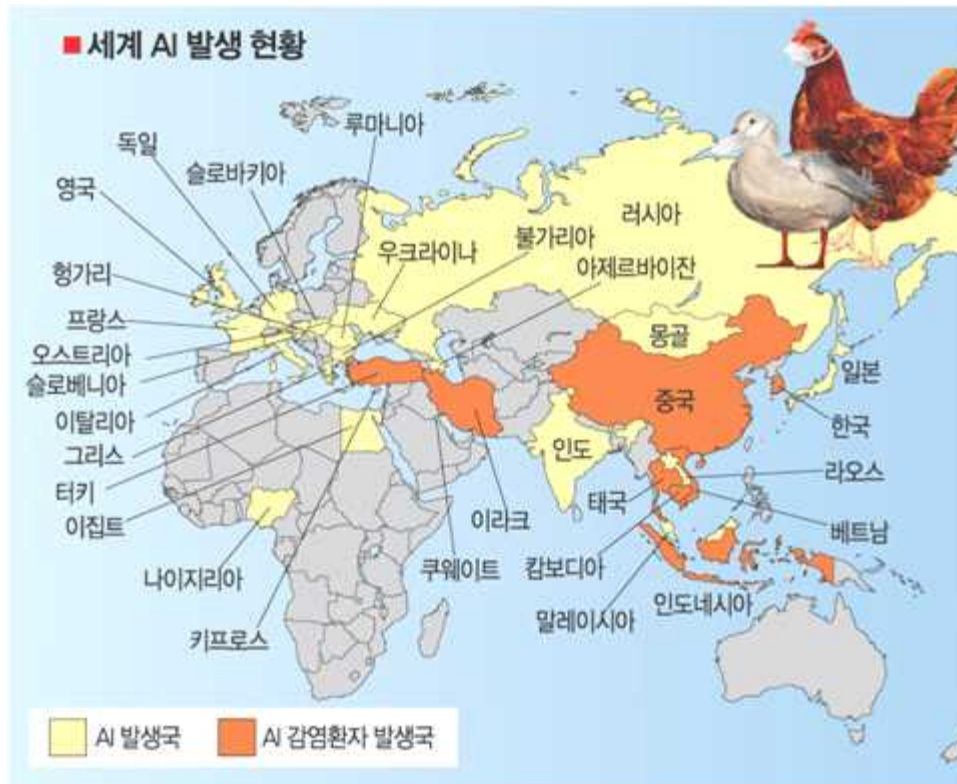 세계 AI 발생 현황
루마니아
독일
슬로바키아
영국
러시아
불가리아
우크라이나
아제르바이잔
헝가리
프랑스
몽골
오스트리아
일본
슬로베니아
중국
이탈리아
한국
그리스
인도
라오스
터키
태국
이집트
이라크
베트남
나이지리아
쿠웨이트
캄보디아
인도네시아
말레이시아
키프로스
AI 발생국
AI 감염환자 발생국